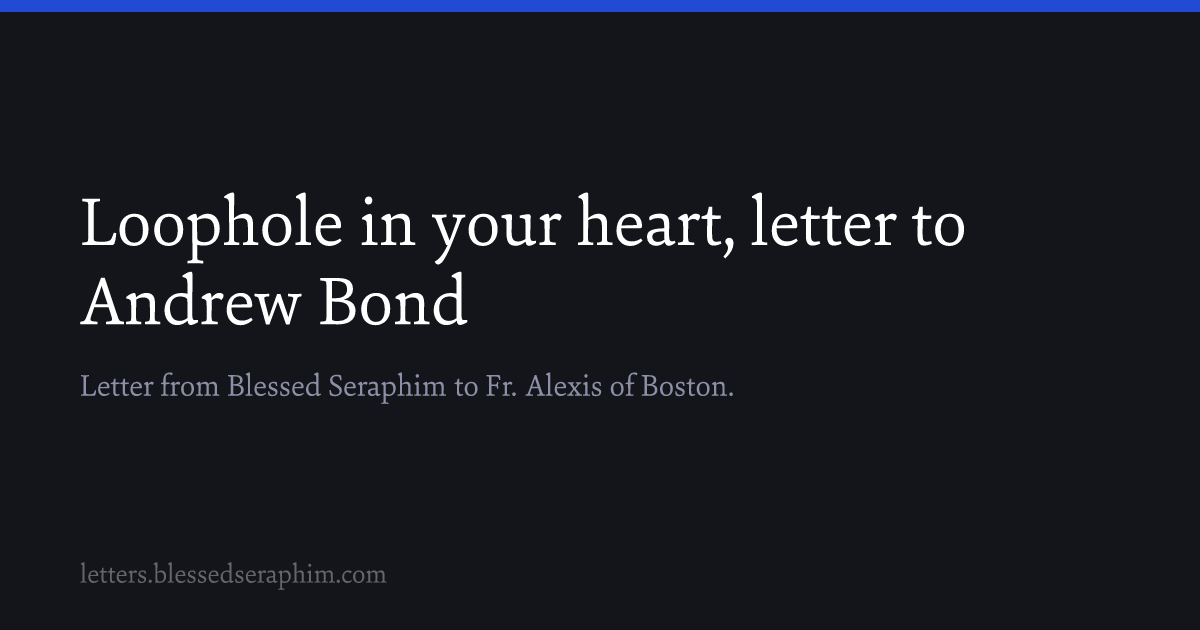 Loophole in your heart, letter to
Andrew Bond
Letter from Blessed Seraphim to Fr. Alexis of Boston.
letters.blessedseraphim.com